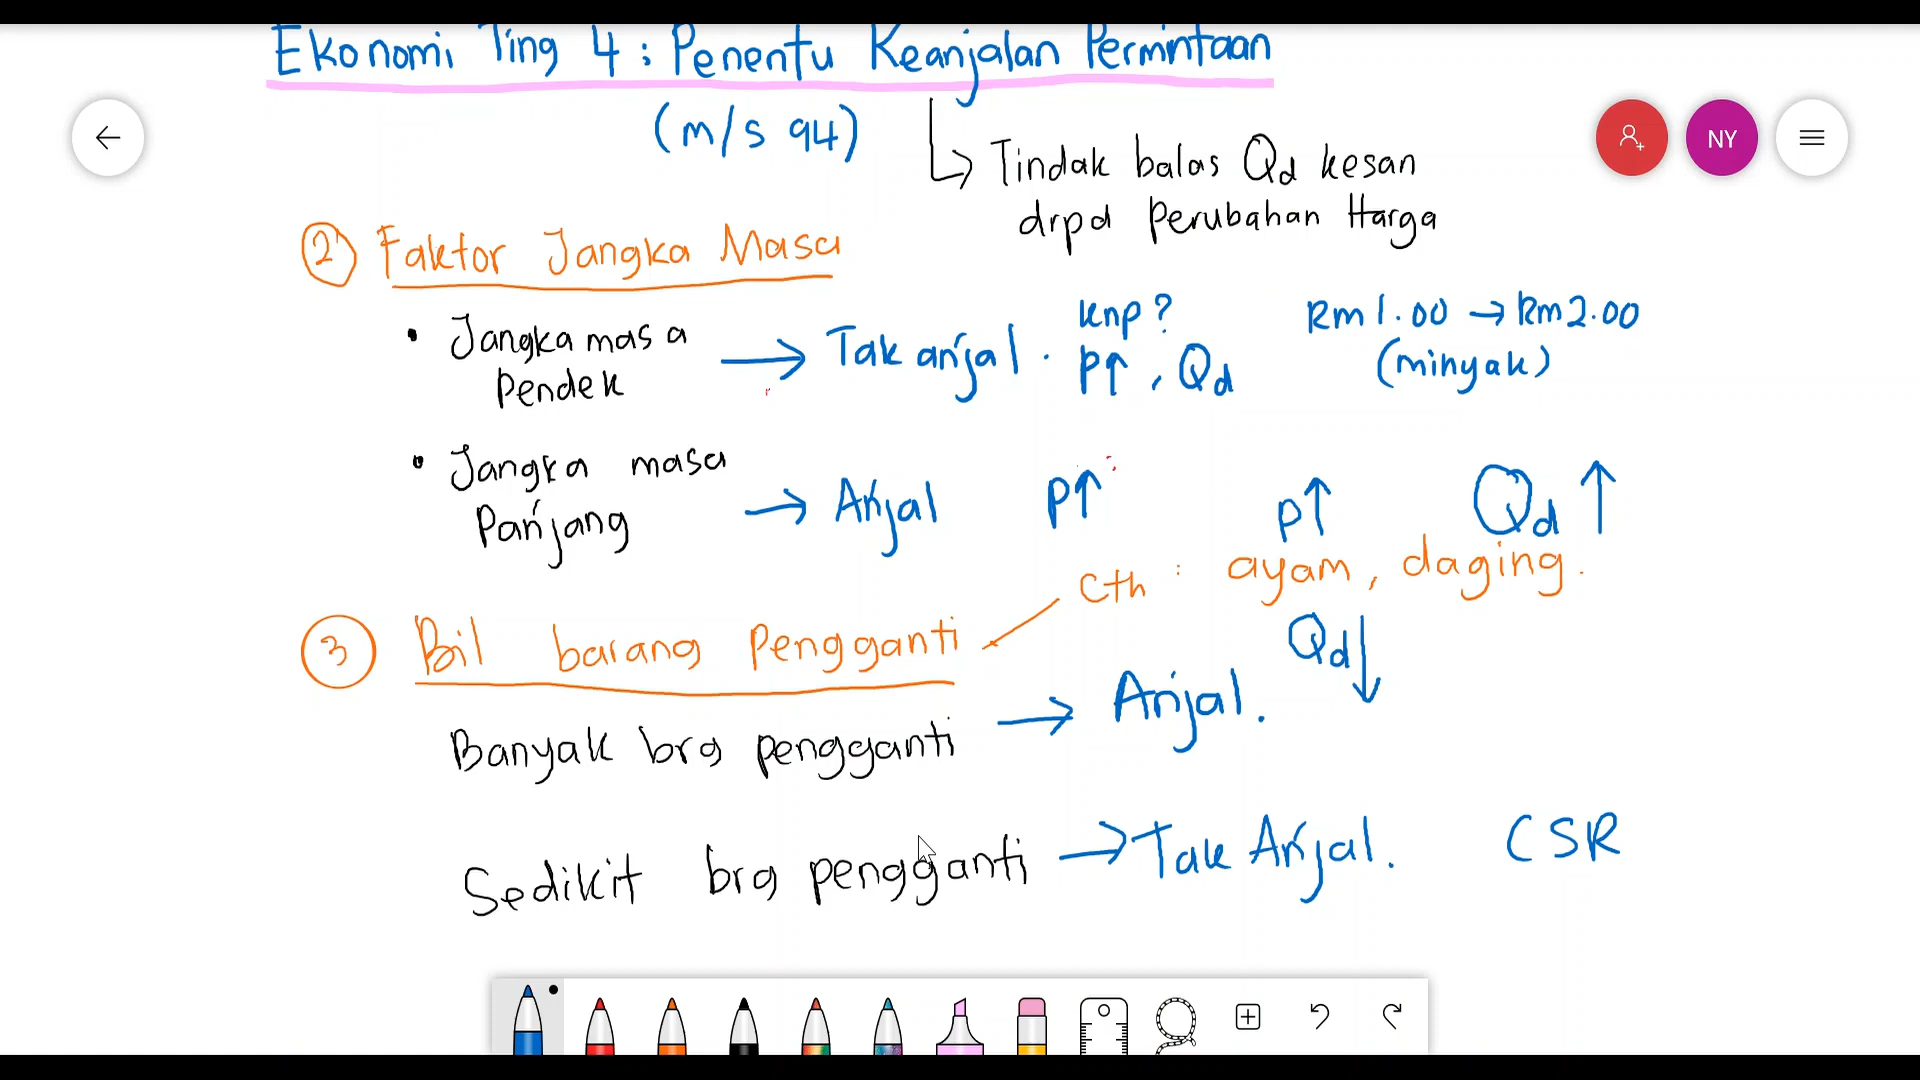 Ekonomi Ting 4 : Penentu Keanjalan Permintaan
(m/s 94)
Tindak balas Qd kesan
drpd Perubahan Harga
2 Faktor Jangka Masa
• Jangka masa
Pendek
Tak anjal .
knp?
P↑ , Qd
Rm 1.00 → Rm2.00
(minyak)
• Jangka masa
Panjang
→ Anjal
P↑
P↑
Qd ↑
Cth : ayam, daging.
Qd↓
3 Bil barang Pengganti
Banyak brg pengganti → Anjal.
Sedikit brg pengganti → Tak Anjal.
CSR
NY